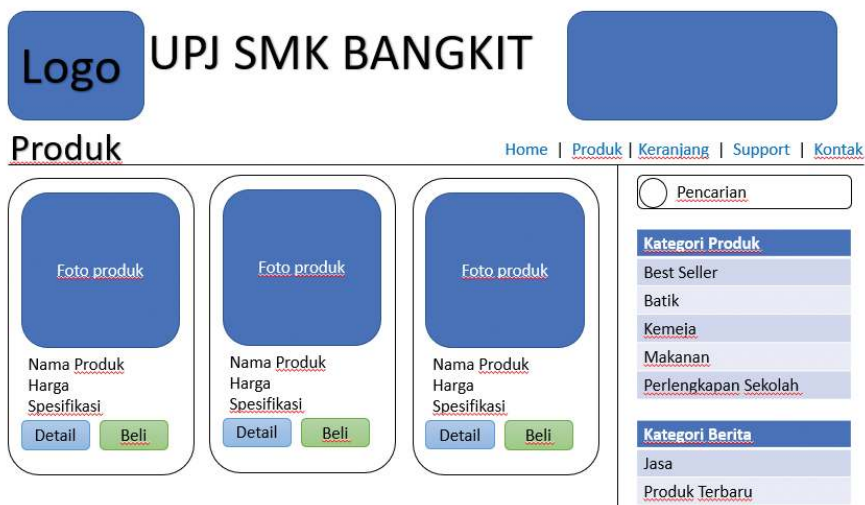 Logo
UPJ SMK BANGKIT
Produk
Home | Produk | Keranjang | Support | Kontak
Foto produk
Nama Produk
Harga
Spesifikasi
Detail
Beli
Foto produk
Nama Produk
Harga
Spesifikasi
Detail
Beli
Foto produk
Nama Produk
Harga
Spesifikasi
Detail
Beli
Pencarian
Kategori Produk
Best Seller
Batik
Kemeja
Makanan
Perlengkapan Sekolah
Kategori Berita
Jasa
Produk Terbaru